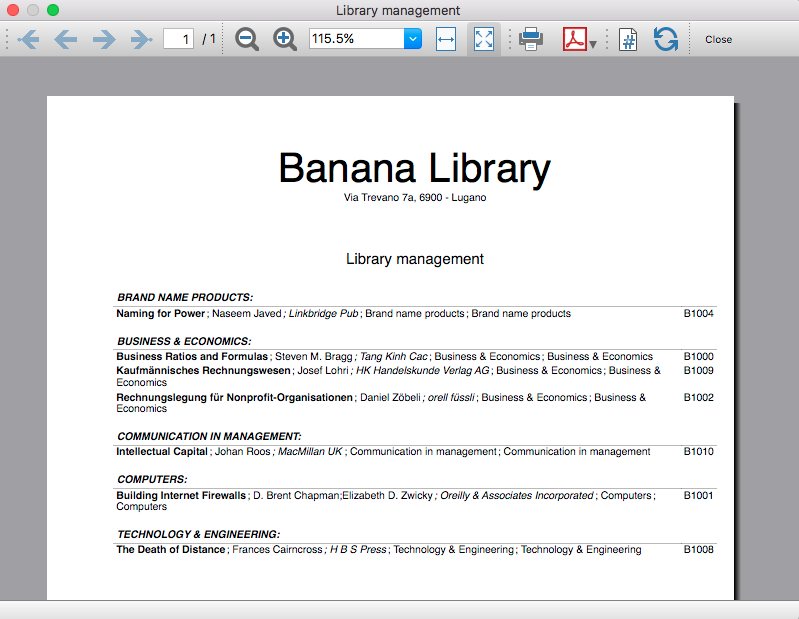 Library management
1 / 1 115.5% Close
Banana Library
Via Trevano 7a, 6900 - Lugano
Library management
BRAND NAME PRODUCTS:
Naming for Power ; Naseem Javed ; Linkbridge Pub ; Brand name products ; Brand name products B1004
BUSINESS & ECONOMICS:
Business Ratios and Formulas ; Steven M. Bragg ; Tang Kinh Cac ; Business & Economics ; Business & Economics B1000
Kaufmännisches Rechnungswesen ; Josef Lohri ; HK Handelskunde Verlag AG ; Business & Economics ; Business & B1009
Economics
Rechnungslegung für Nonprofit-Organisationen ; Daniel Zöbeli ; orell füssli ; Business & Economics ; Business & B1002
Economics
COMMUNICATION IN MANAGEMENT:
Intellectual Capital ; Johan Roos ; MacMillan UK ; Communication in management ; Communication in management B1010
COMPUTERS:
Building Internet Firewalls ; D. Brent Chapman;Elizabeth D. Zwicky ; Oreilly & Associates Incorporated ; Computers ; B1001
Computers
TECHNOLOGY & ENGINEERING:
The Death of Distance ; Frances Cairncross ; H B S Press ; Technology & Engineering ; Technology & Engineering B1008